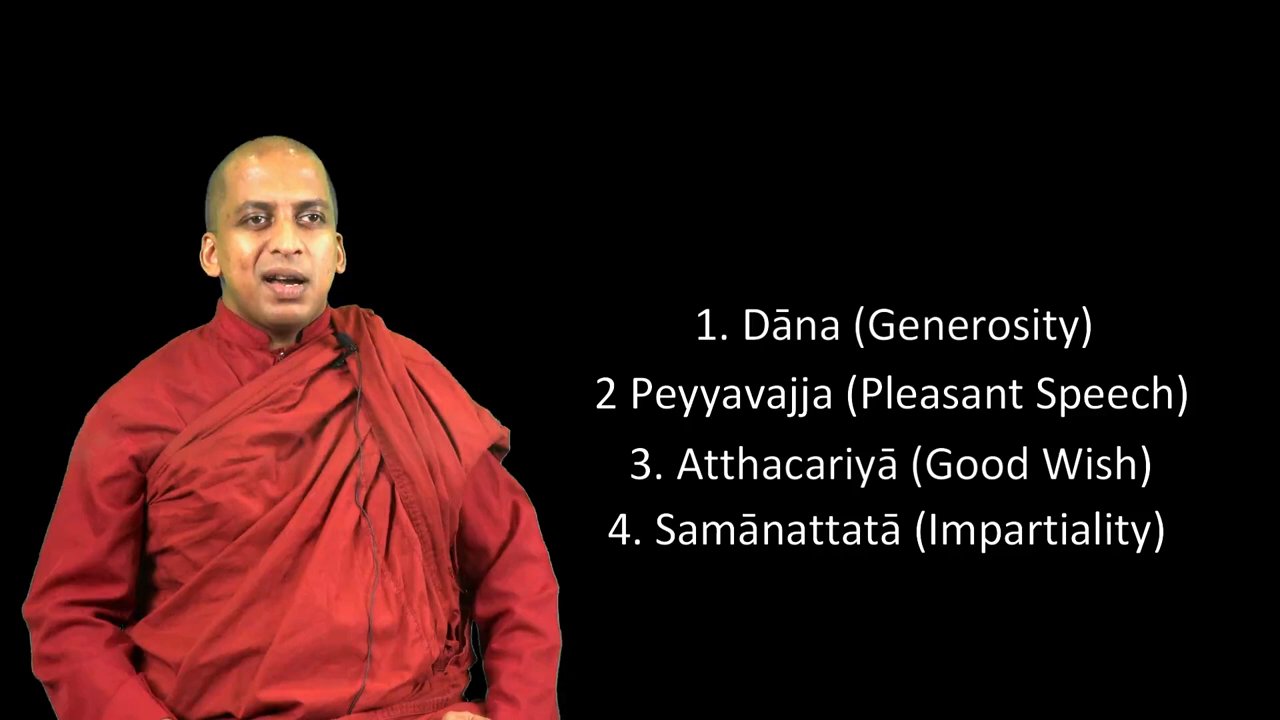 1. Dāna (Generosity)
2 Peyyavajja (Pleasant Speech)
3. Atthacariyā (Good Wish)
4. Samānattatā (Impartiality)